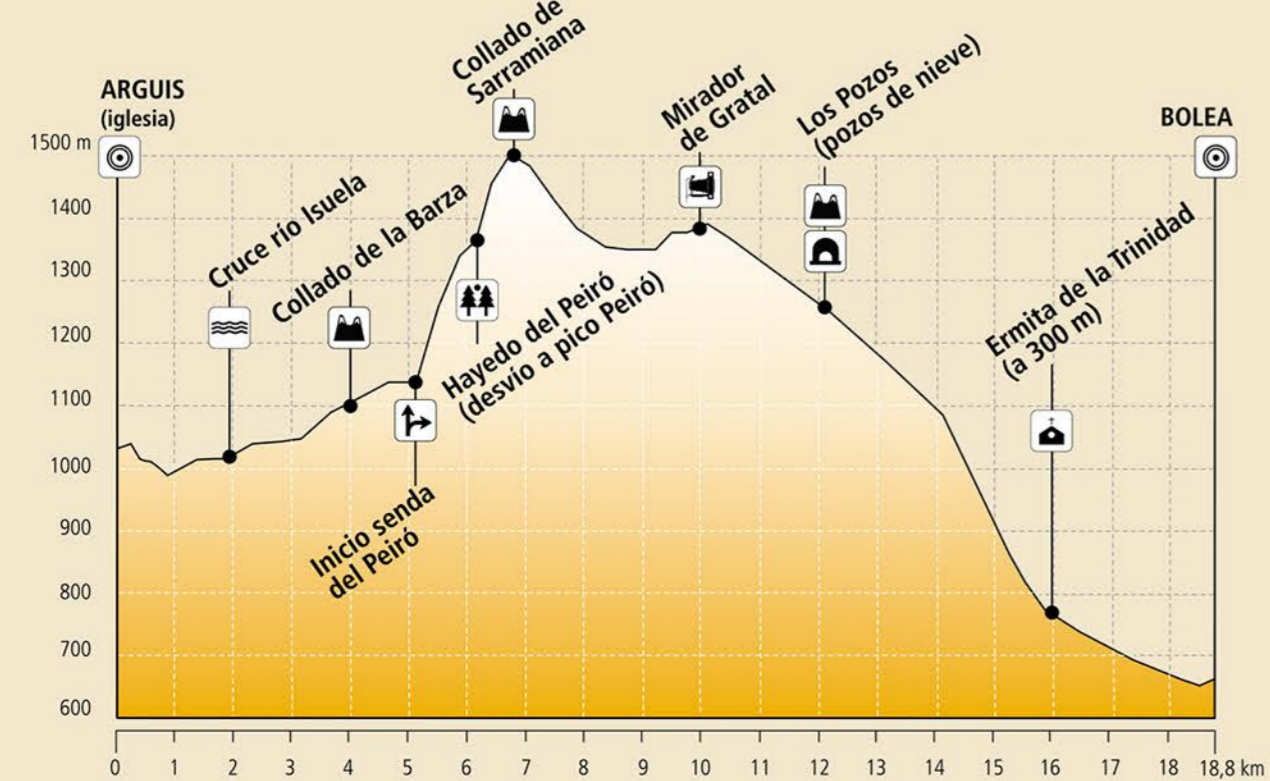 Collado de
Sarramiana
ARGUIS
(iglesia)
Mirador
de Gratal
Los Pozos
(pozos de nieve)
BOLEA
Cruce río Isuela
Collado de la Barza
Hayedo del Peiró
(desvío a pico Peiró)
Ermita de la Trinidad
(a 300 m)
Inicio senda
del Peiró
1500 m
1400
1300
1200
1100
1000
900
800
700
600
0 1 2 3 4 5 6 7 8 9 10 11 12 13 14 15 16 17 18 18,8 km